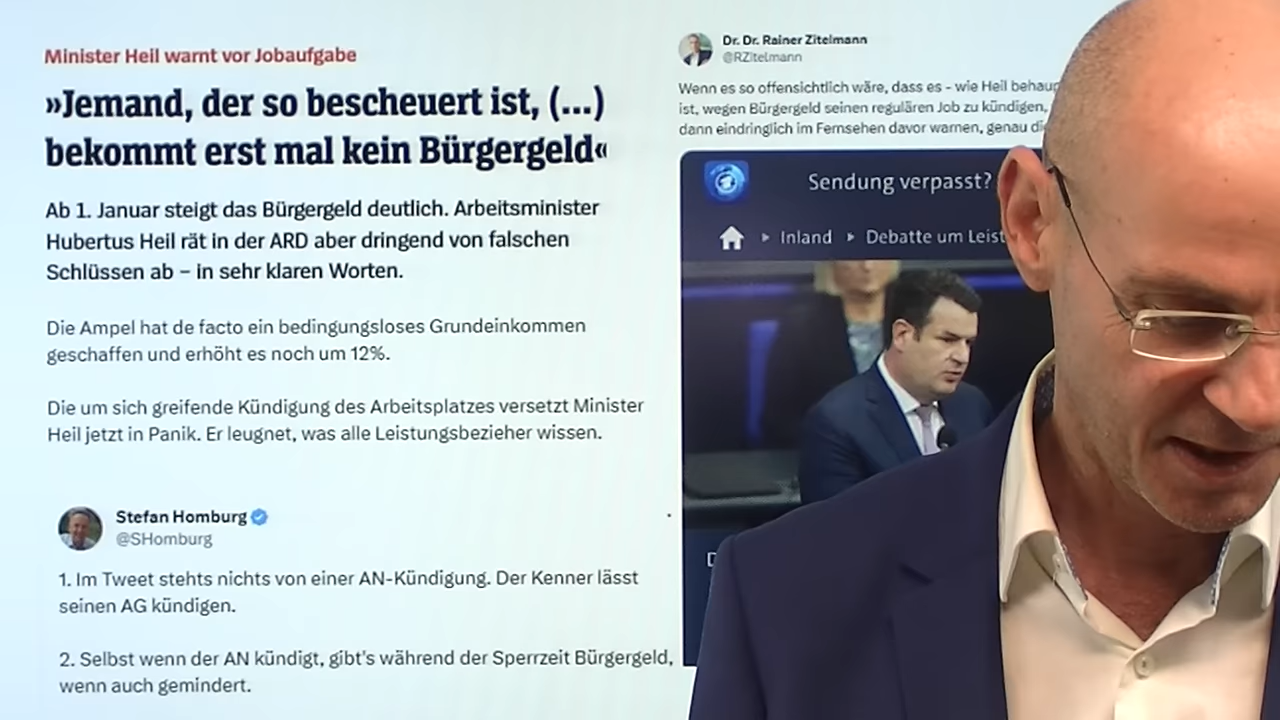 Minister Heil warnt vor Jobaufgabe
»Jemand, der so bescheuert ist, (...)
bekommt erst mal kein Bürgergeld«
Ab 1. Januar steigt das Bürgergeld deutlich. Arbeitsminister
Hubertus Heil rät in der ARD aber dringend von falschen
Schlüssen ab – in sehr klaren Worten.
Die Ampel hat de facto ein bedingungsloses Grundeinkommen
geschaffen und erhöht es noch um 12%.
Die um sich greifende Kündigung des Arbeitsplatzes versetzt Minister
Heil jetzt in Panik. Er leugnet, was alle Leistungsbezieher wissen.
Stefan Homburg
@SHomburg
1. Im Tweet stehts nichts von einer AN-Kündigung. Der Kenner lässt
seinen AG kündigen.
2. Selbst wenn der AN kündigt, gibt's während der Sperrzeit Bürgergeld,
wenn auch gemindert.
Dr. Dr. Rainer Zitelmann
@RZitelmann
Wenn es so offensichtlich wäre, dass es - wie Heil
ist, wegen Bürgergeld seinen regulären Job zu kündigen,
dann eindringlich im Fernsehen davor warnen, genau
Sendung verpasst?
Inland Debatte um